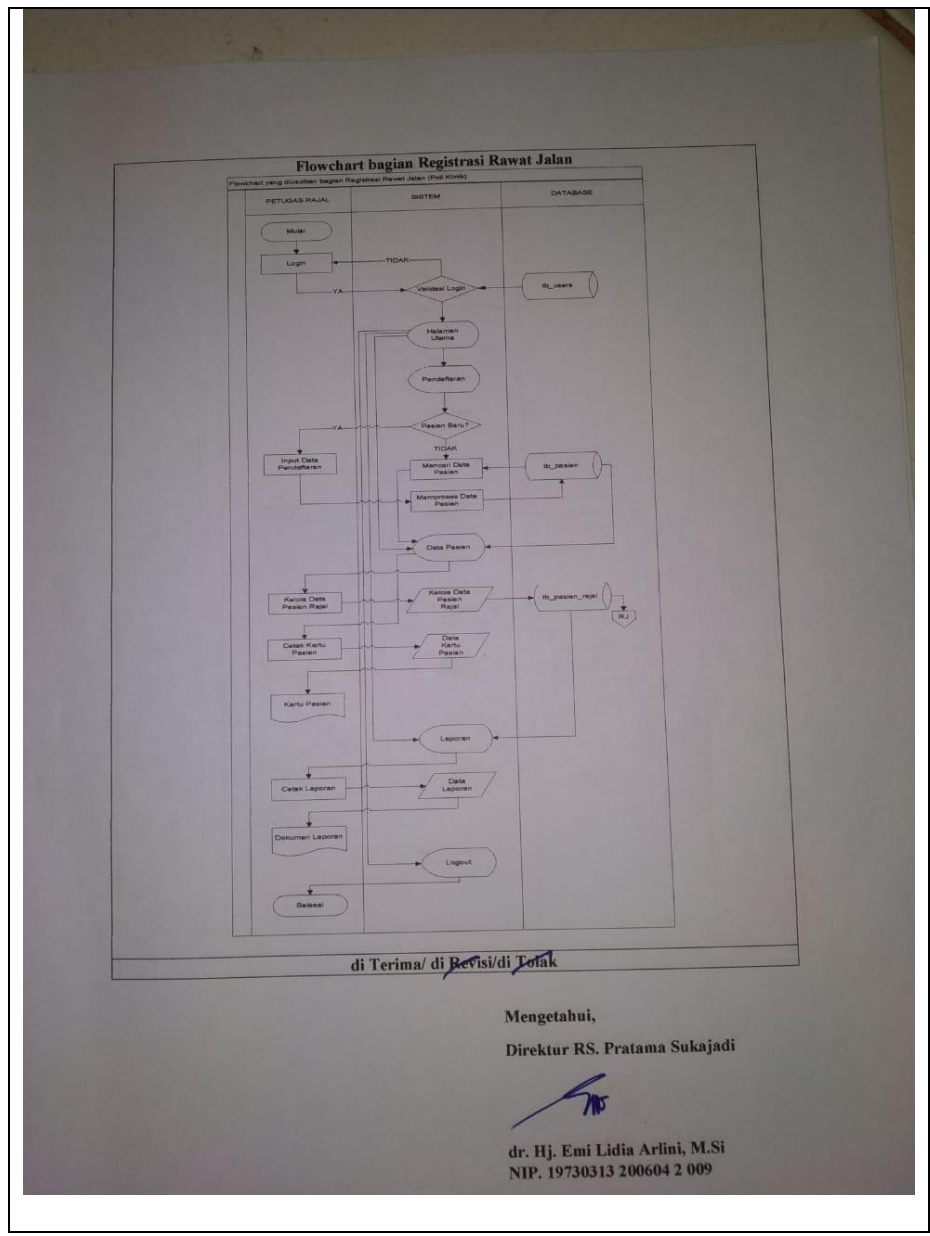 Flowchart bagian Registrasi Rawat Jalan
Flowchart yang diusulkan bagian Registrasi Rawat Jalan (Poli Klinik)
PETUGAS RAJAL
SISTEM
DATABASE
Mulai
Login
TIDAK
YA
Validasi Login
tb_users
Halaman
Utama
Pendaftaran
YA
Pasien Baru?
TIDAK
Input Data
Pendaftaran
Mencari Data
Pasien
tb_pasien
Memproses Data
Pasien
Data Pasien
Kelola Data
Pasien Rajal
Kelola Data
Pasien
Rajal
tb_pasien_rajal
RJ
Cetak Kartu
Pasien
Data
Kartu
Pasien
Kartu Pasien
Laporan
Cetak Laporan
Data
Laporan
Dokumen Laporan
Logout
Selesai
di Terima/ di Revisi/di Tolak
Mengetahui,
Direktur RS. Pratama Sukajadi
dr. Hj. Emi Lidia Arlini, M.Si
NIP. 19730313 200604 2 009